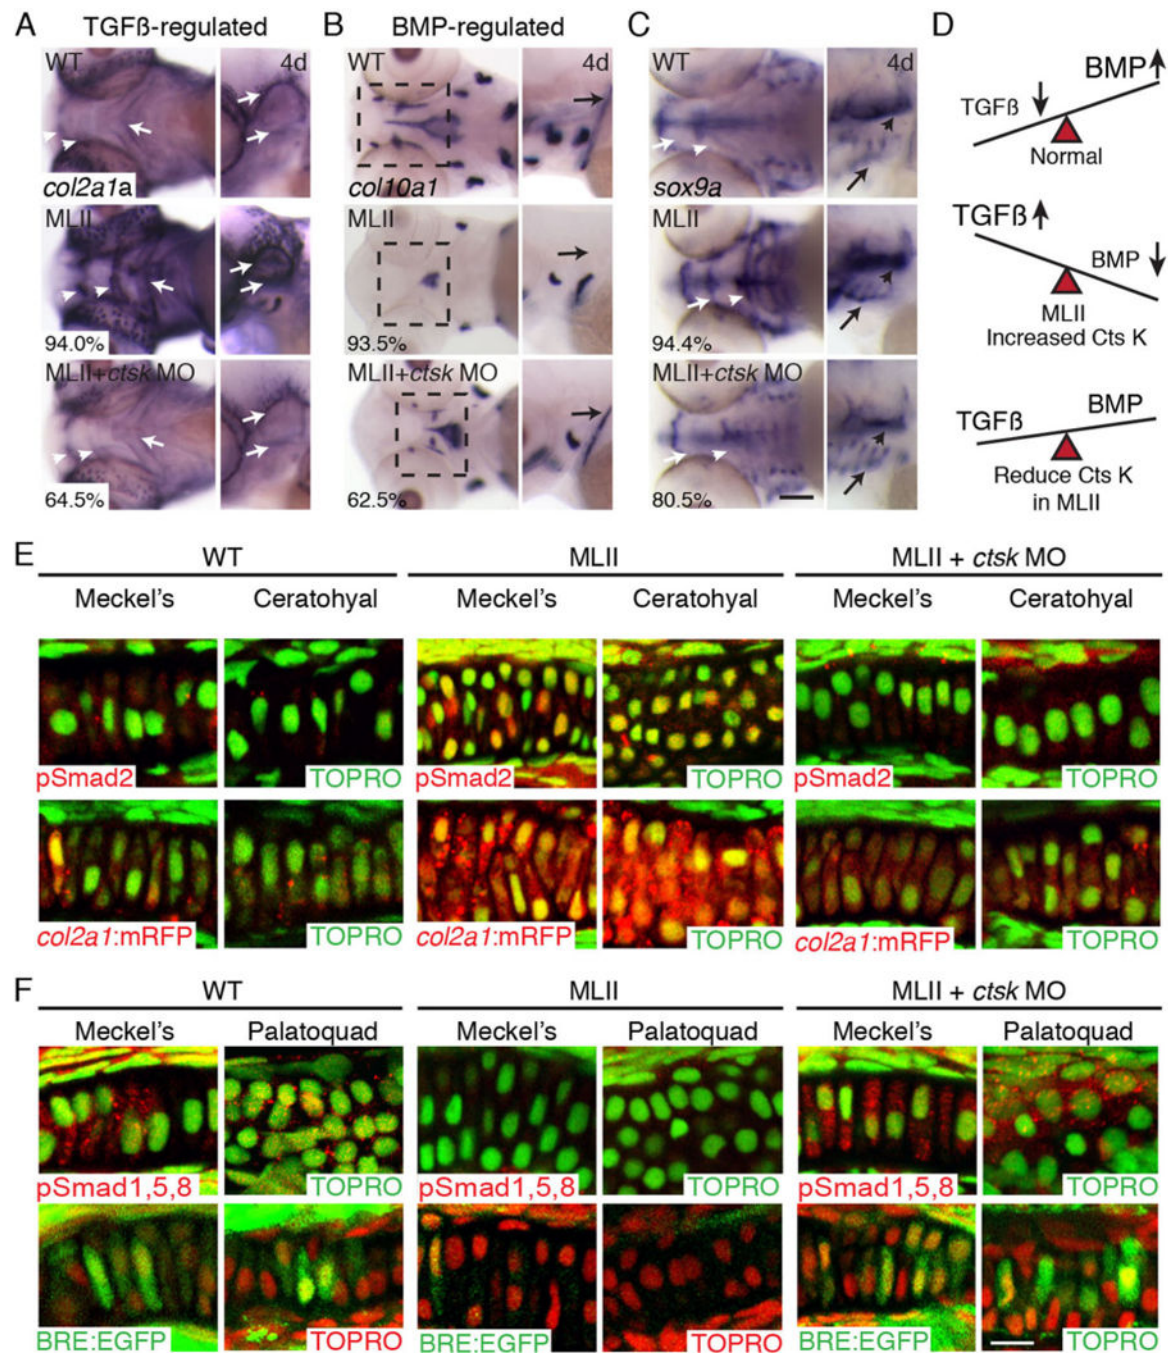 A TGFß-regulated B BMP-regulated C D
WT 4d WT 4d WT 4d
col2a1a col10a1 sox9a
MLII MLII MLII
94.0% 93.5% 94.4%
MLII+ctsk MO MLII+ctsk MO MLII+ctsk MO
64.5% 62.5% 80.5%
BMP
TGFß
Normal
TGFß
BMP
MLII
Increased Cts K
BMP
TGFß
Reduce Cts K
in MLII
E WT MLII MLII + ctsk MO
Meckel's Ceratohyal Meckel's Ceratohyal Meckel's Ceratohyal
pSmad2 TOPRO pSmad2 TOPRO pSmad2 TOPRO
col2a1:mRFP TOPRO col2a1:mRFP TOPRO col2a1:mRFP TOPRO
F WT MLII MLII + ctsk MO
Meckel's Palatoquad Meckel's Palatoquad Meckel's Palatoquad
pSmad1,5,8 TOPRO pSmad1,5,8 TOPRO pSmad1,5,8 TOPRO
BRE:EGFP TOPRO BRE:EGFP TOPRO BRE:EGFP TOPRO